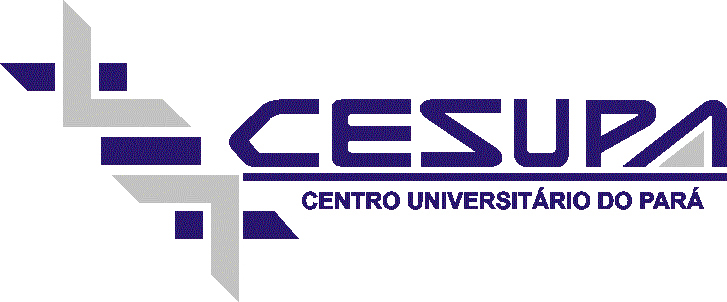 CESUPA
CENTRO UNIVERSITÁRIO DO PARÁ